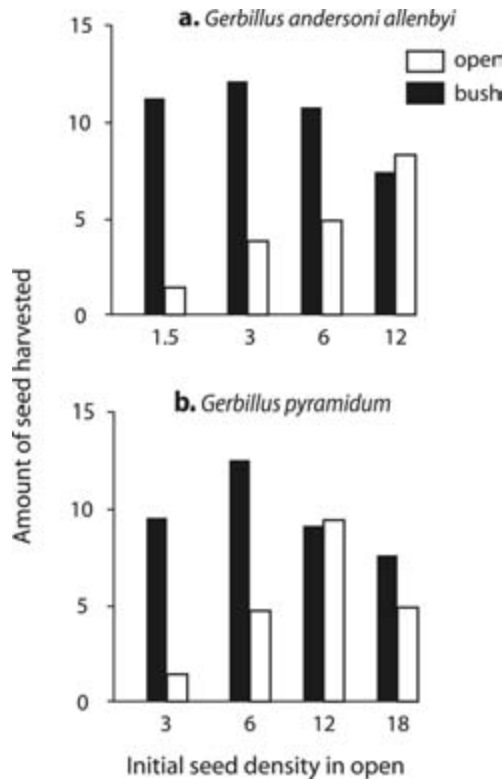 a. Gerbillus andersoni allenbyi
open
bush
15
10
5
0
1.5 3 6 12
Amount of seed harvested
b. Gerbillus pyramidum
15
10
5
0
3 6 12 18
Initial seed density in open